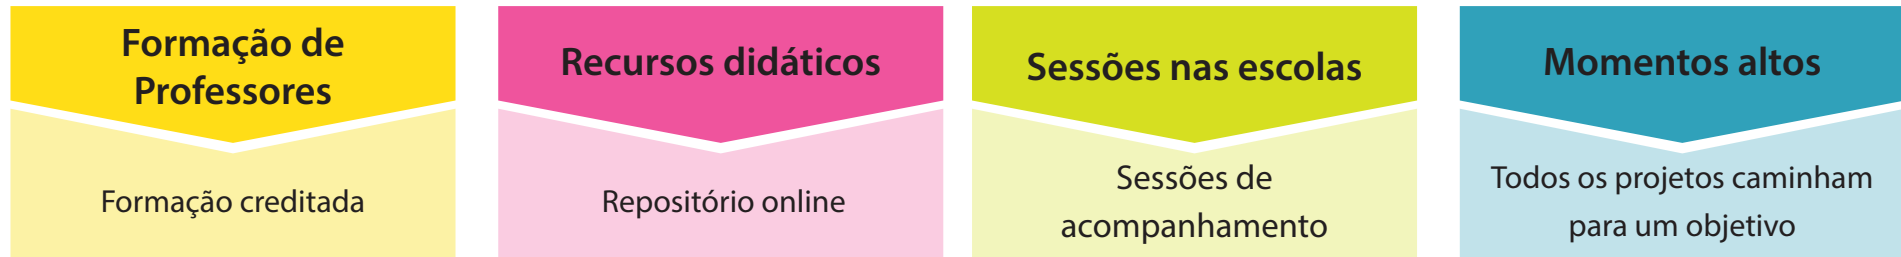 Formação de
Professores
Formação creditada
Recursos didáticos
Repositório online
Sessões nas escolas
Sessões de
acompanhamento
Momentos altos
Todos os projetos caminham
para um objetivo